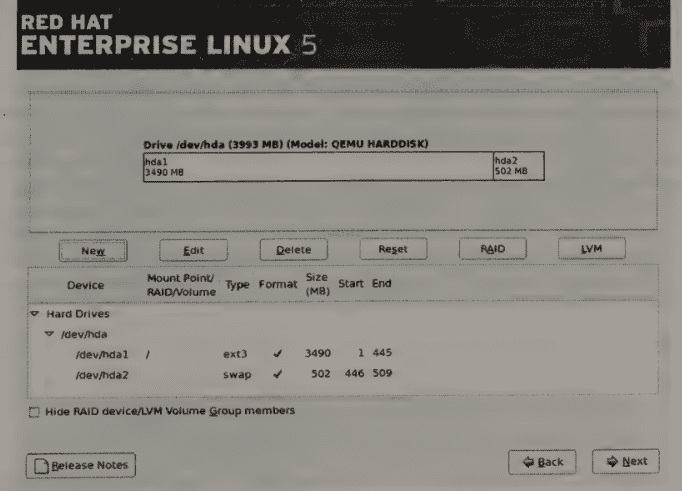 RED HAT
ENTERPRISE LINUX 5
Drive /dev/hda (3993 MB) (Model: QEMU HARDDISK)
hda1 hda2
3490 MB 502 MB
New Edit Delete Reset RAID LVM
Device Mount Point/ RAID/Volume Type Format Size (MB) Start End
Hard Drives
/dev/hda
/dev/hda1 / ext3 ✓ 3490 1 445
/dev/hda2 swap ✓ 502 446 509
Hide RAID device/LVM Volume Group members
Release Notes Back Next